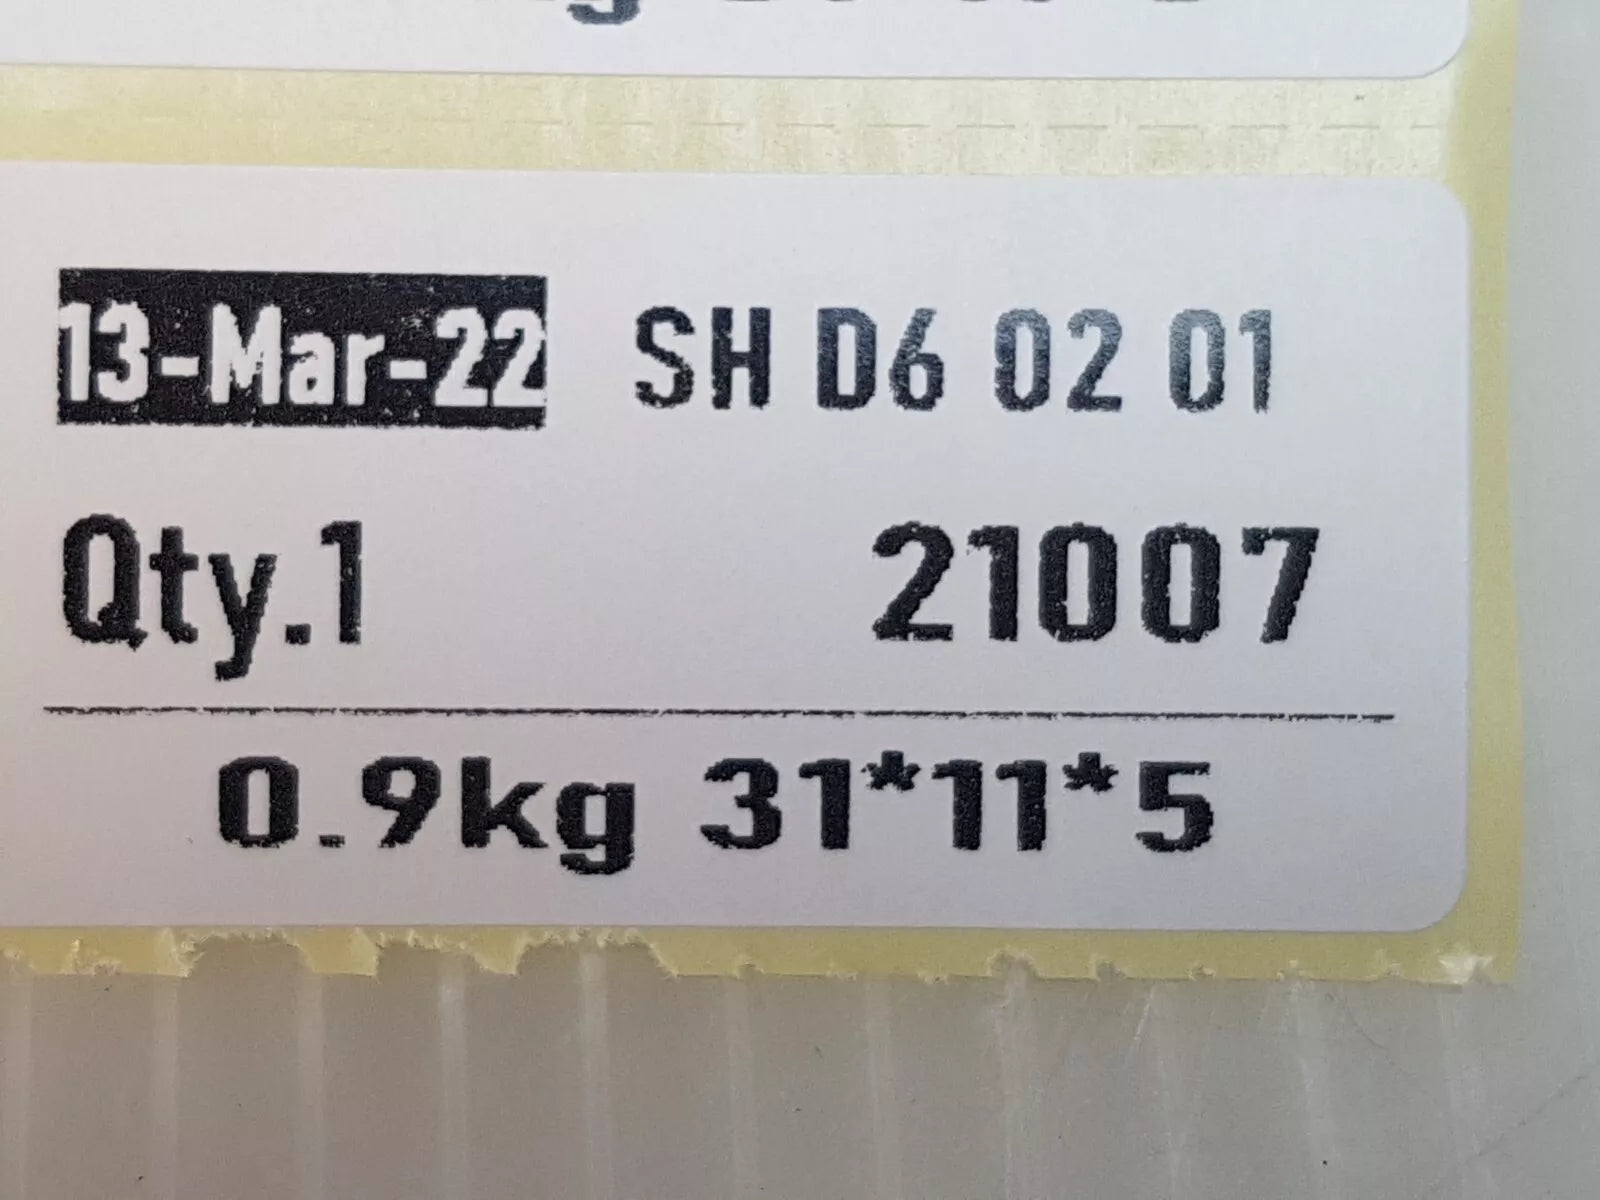 13-Mar-22 SH D6 02 01
Qty.1 21007
0.9kg 31*11*5